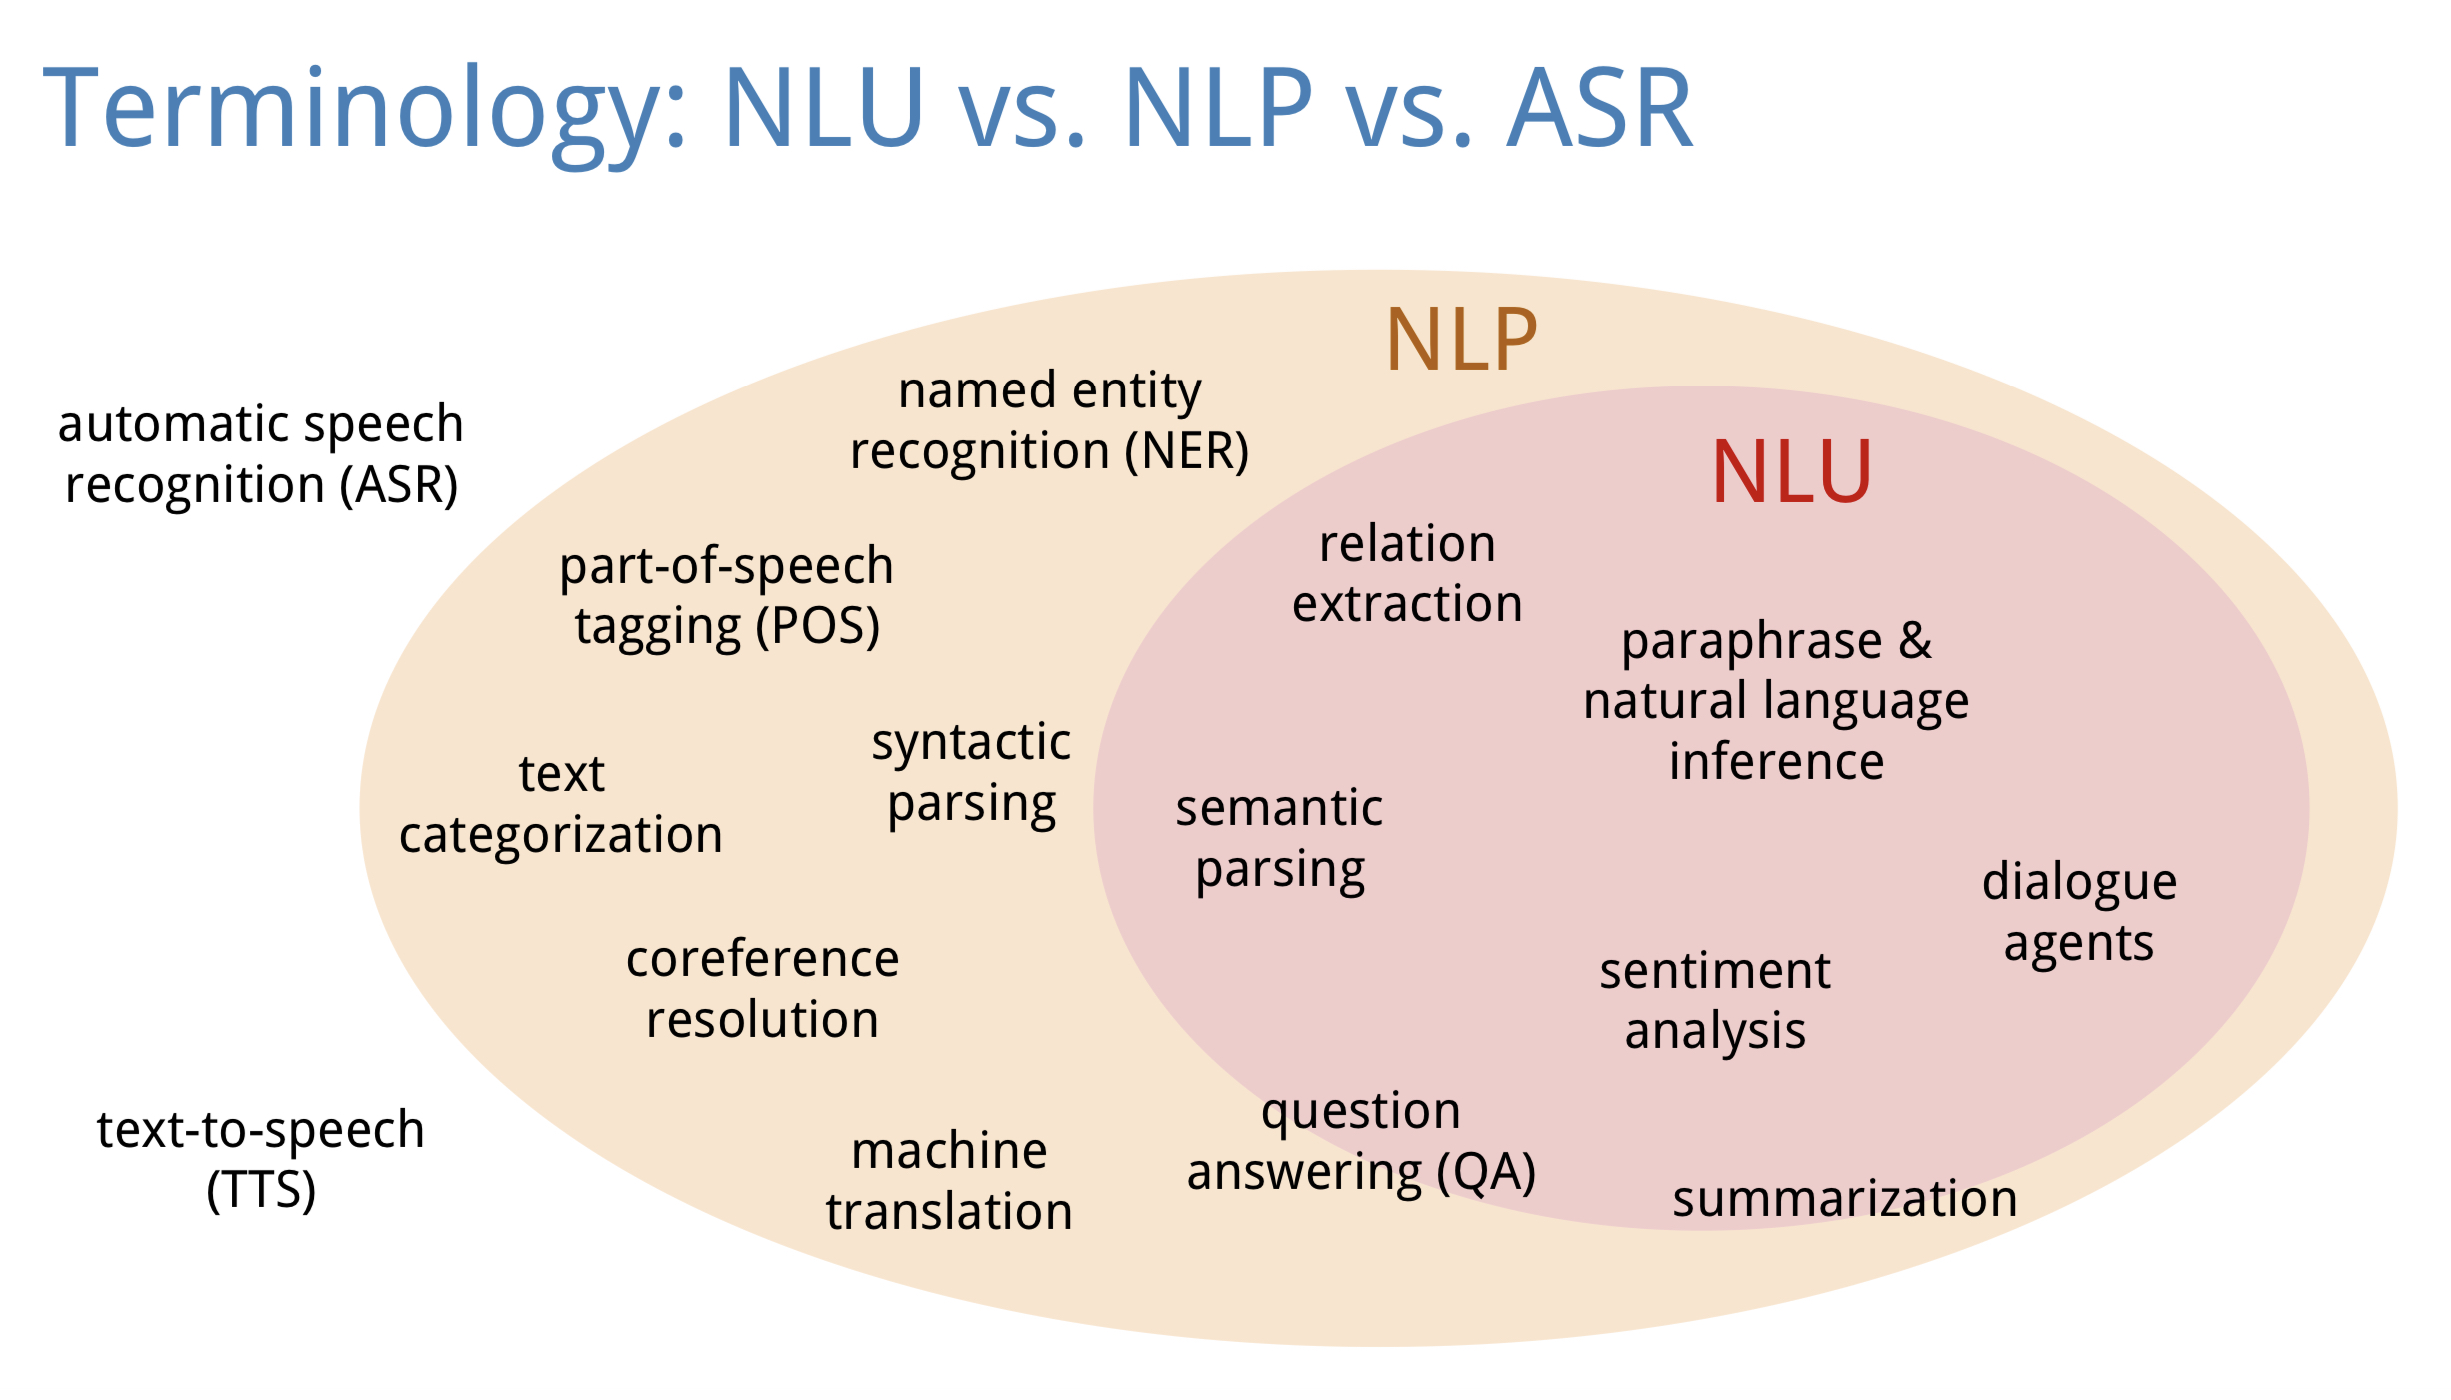 Terminology: NLU vs. NLP vs. ASR
NLP
named entity
recognition (NER)
automatic speech
recognition (ASR)
NLU
relation
extraction
part-of-speech
tagging (POS)
paraphrase &
natural language
inference
syntactic
parsing
text
categorization
semantic
parsing
dialogue
agents
coreference
resolution
sentiment
analysis
question
answering (QA)
text-to-speech
(TTS)
machine
translation
summarization